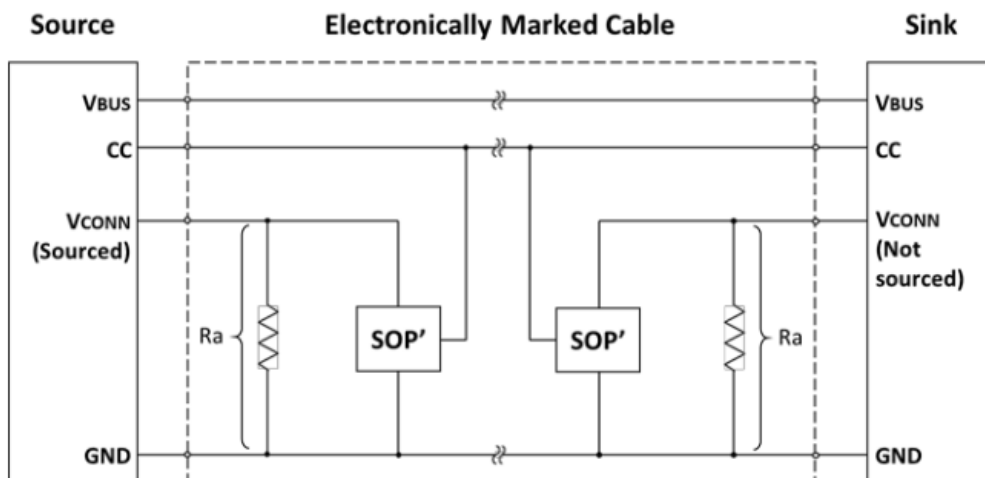 Source
Electronically Marked Cable
Sink
VBUS
VBUS
CC
CC
VCONN
(Sourced)
VCONN
(Not
sourced)
Ra
SOP’
SOP’
Ra
GND
GND